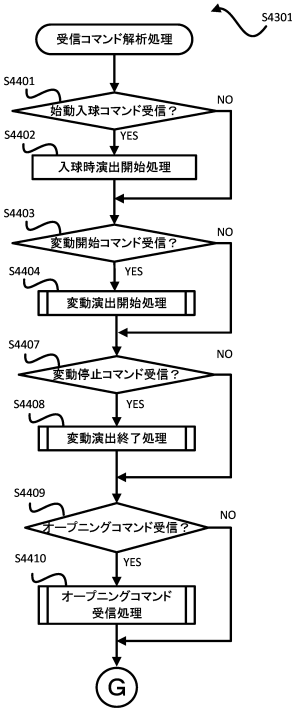 S4301
受信コマンド解析処理
S4401
始動入球コマンド受信？
NO
YES
S4402
入球時演出開始処理
S4403
変動開始コマンド受信？
NO
YES
S4404
変動演出開始処理
S4407
変動停止コマンド受信？
NO
YES
S4408
変動演出終了処理
S4409
オープニングコマンド受信？
NO
YES
S4410
オープニングコマンド
受信処理
G